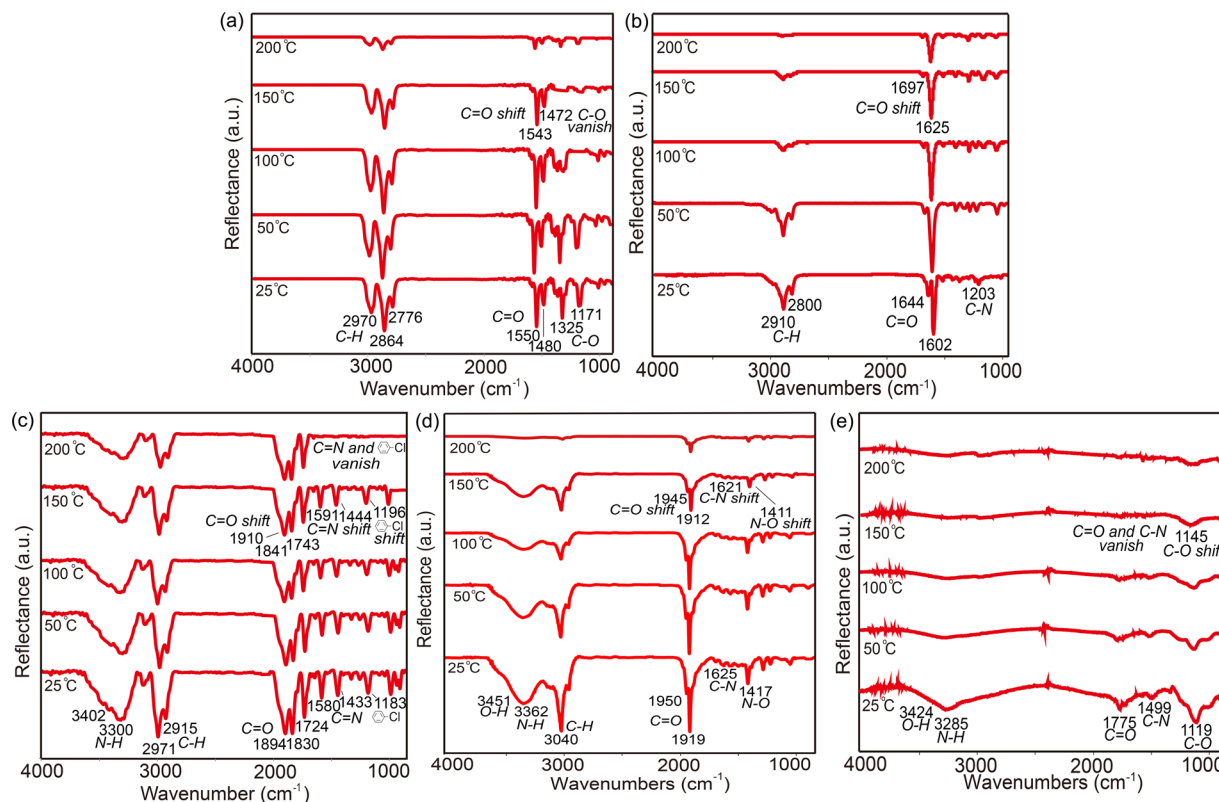 (a)
200°C
150°C
C=O shift
1472
C-O
vanish
1543
100°C
50°C
25°C
2970
2776
C-H
2864
C=O
1550
1480
1325
1171
C-O
4000
3000
2000
1000
Wavenumber (cm⁻¹)
Reflectance (a.u.)
(b)
200°C
150°C
1697
C=O shift
1625
100°C
50°C
25°C
2800
2910
C-H
1644
C=O
1602
1203
C-N
4000
3000
2000
1000
Wavenumbers (cm⁻¹)
Reflectance (a.u.)
(c)
200°C
C=N and -Cl
vanish
150°C
C=O shift
1910
1841
1743
1591
1444
C=N shift
1196
-Cl
shift
100°C
50°C
25°C
3402
3300
N-H
2915
2971
C-H
C=O
1894
1830
1724
1580
1433
C=N
1183
-Cl
4000
3000
2000
1000
Wavenumber (cm⁻¹)
Reflectance (a.u.)
(d)
200°C
150°C
1945
C=O shift
1912
1621
C-N shift
1411
N-O shift
100°C
50°C
25°C
3451
O-H
3362
N-H
C-H
3040
1950
C=O
1919
1625
C-N
1417
N-O
4000
3000
2000
1000
Wavenumbers (cm⁻¹)
Reflectance (a.u.)
(e)
200°C
150°C
C=O and C-N
vanish
1145
C-O shift
100°C
50°C
25°C
3424
O-H
3285
N-H
1775
C=O
1499
C-N
1119
C-O
4000
3000
2000
1000
Wavenumbers (cm⁻¹)
Reflectance (a.u.)